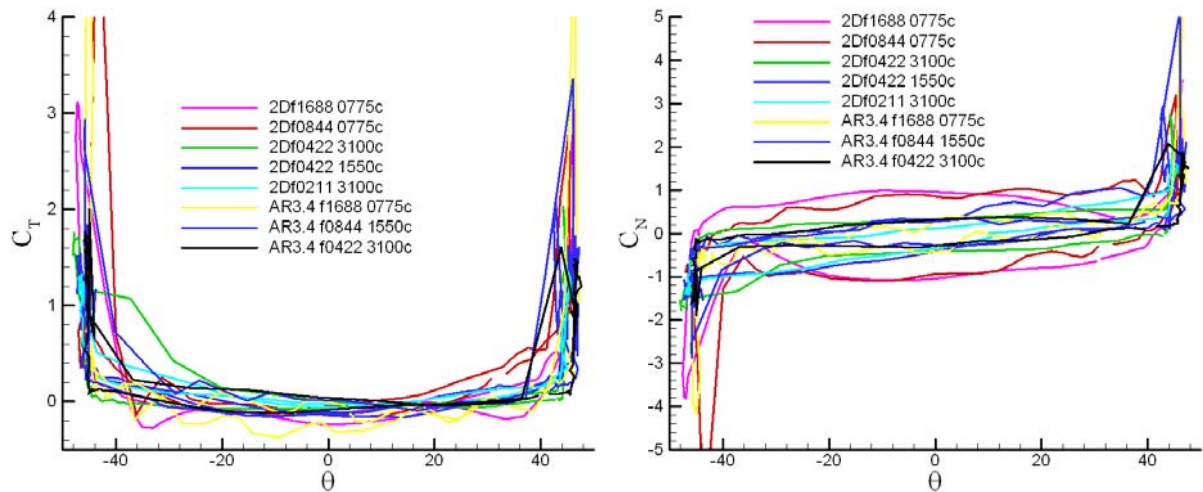 4
3
2
1
0
C_T
-40
-20
0
20
40
θ
2Df1688 0775c
2Df0844 0775c
2Df0422 3100c
2Df0422 1550c
2Df0211 3100c
AR3.4 f1688 0775c
AR3.4 f0844 1550c
AR3.4 f0422 3100c
5
4
3
2
1
0
-1
-2
-3
-4
-5
C_N
-40
-20
0
20
40
θ
2Df1688 0775c
2Df0844 0775c
2Df0422 3100c
2Df0422 1550c
2Df0211 3100c
AR3.4 f1688 0775c
AR3.4 f0844 1550c
AR3.4 f0422 3100c